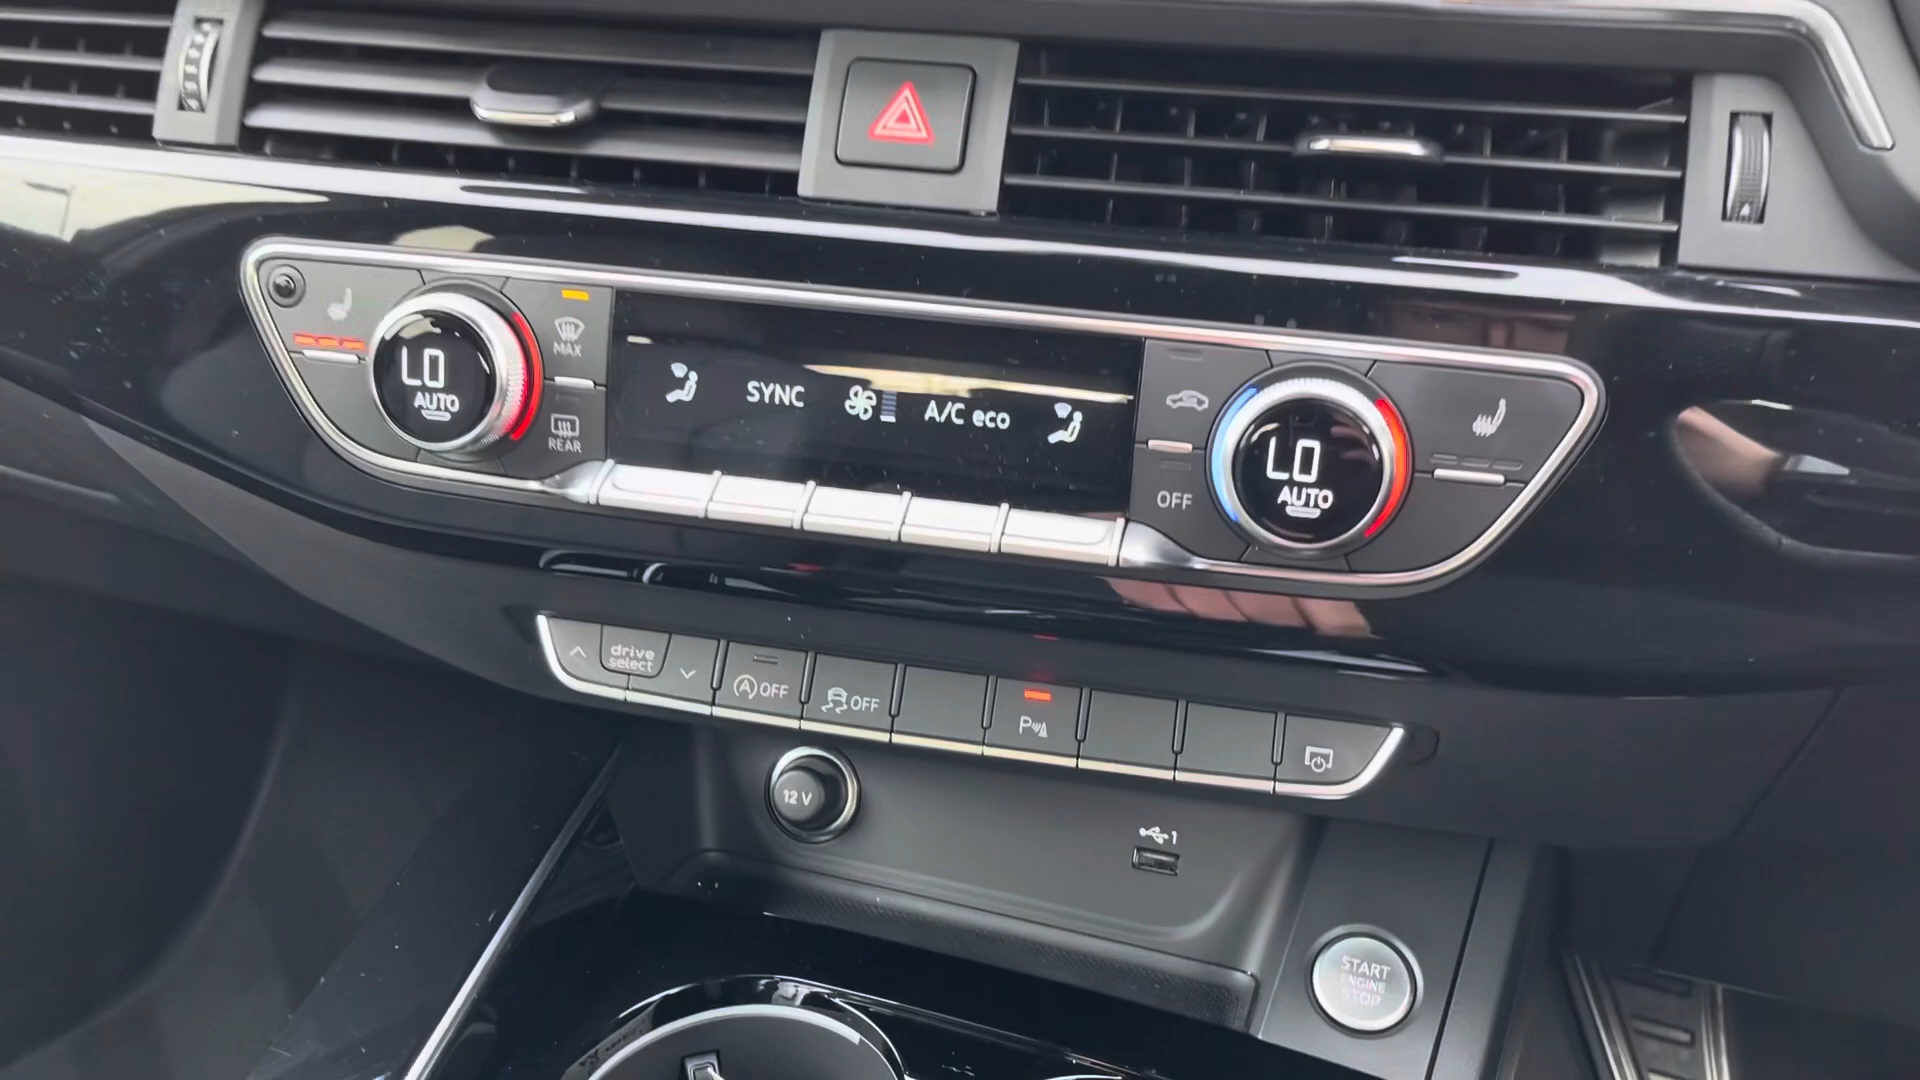 LO
AUTO
MAX
REAR
SYNC
A/C eco
OFF
LO
AUTO
drive
select
A OFF
OFF
P
12 V
1
START
ENGINE
STOP